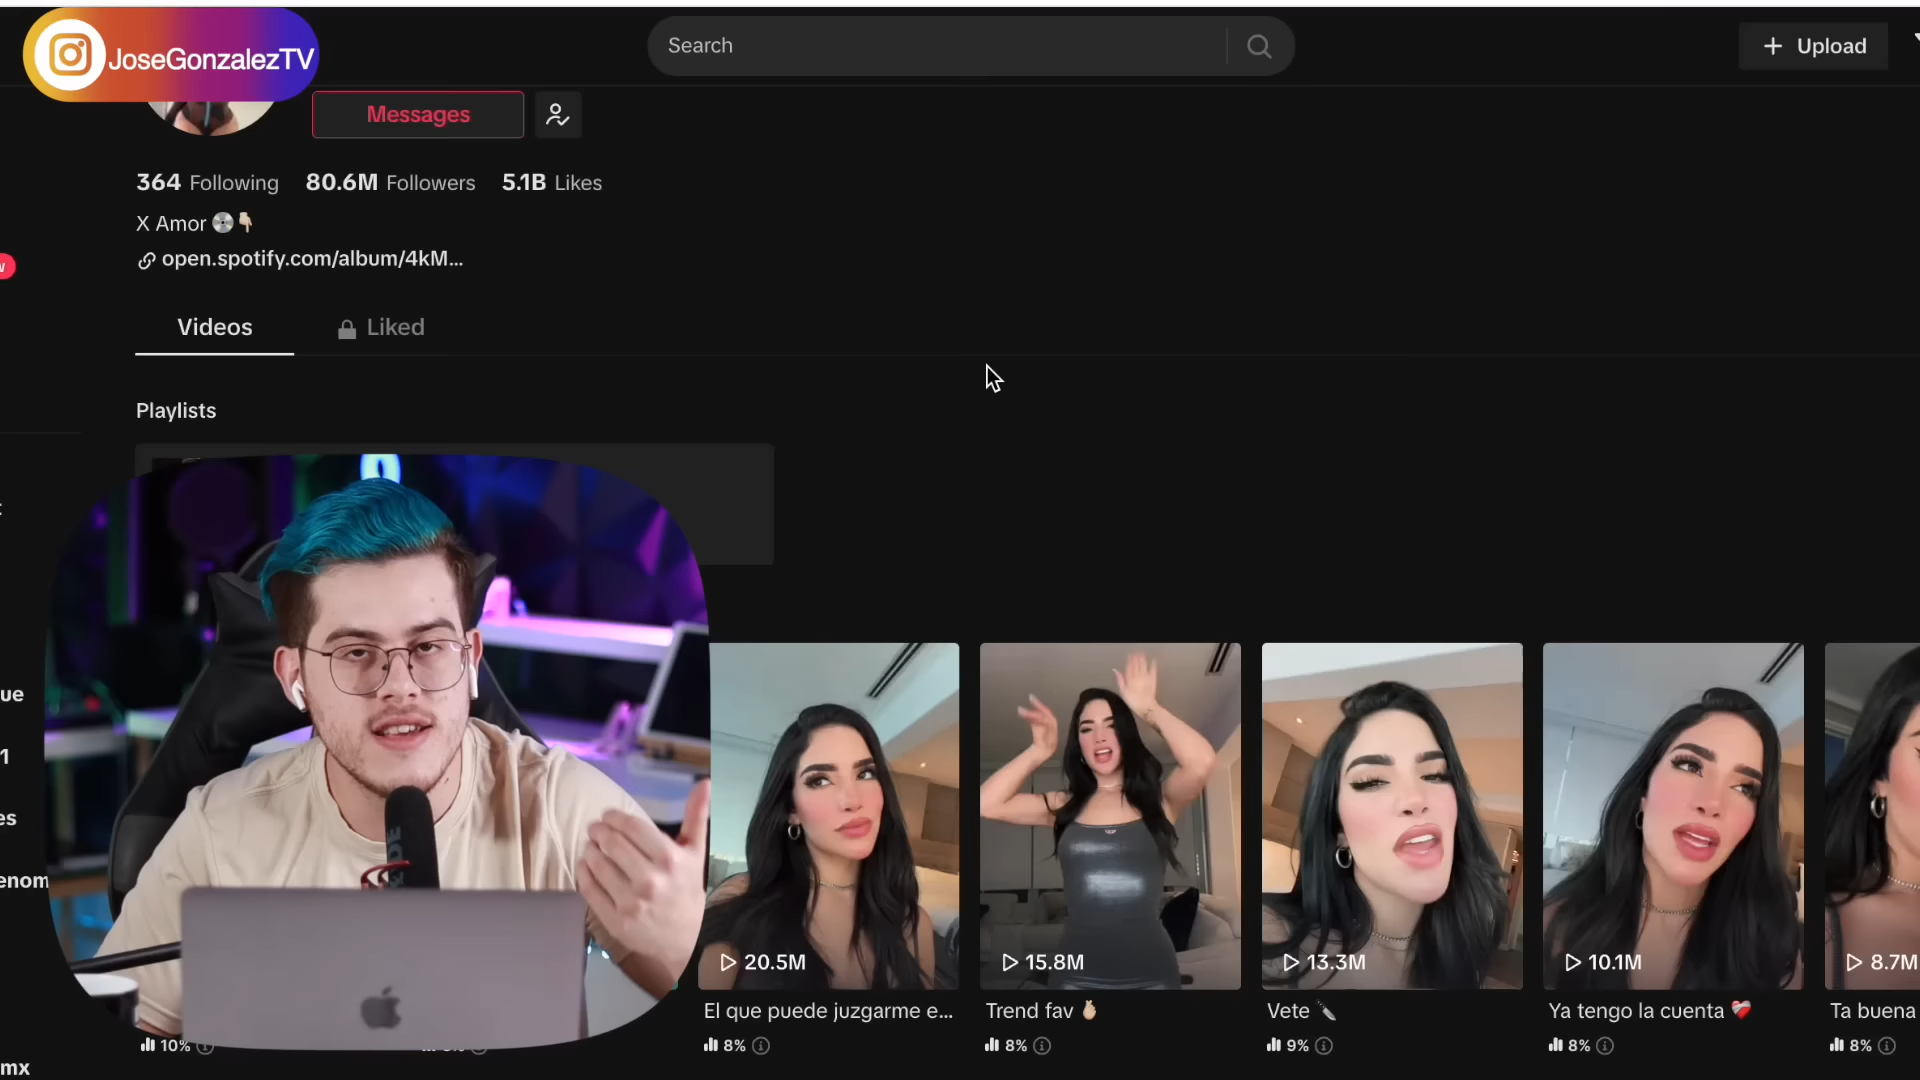 JoseGonzalezTV
Search
Upload
Messages
364 Following 80.6M Followers 5.1B Likes
X Amor
open.spotify.com/album/4kM...
Videos
Liked
Playlists
ue
1
es
enom
mx
20.5M
15.8M
13.3M
10.1M
8.7M
El que puede juzgarme e...
Trend fav
Vete
Ya tengo la cuenta
Ta buena
10%
8%
8%
9%
8%
8%